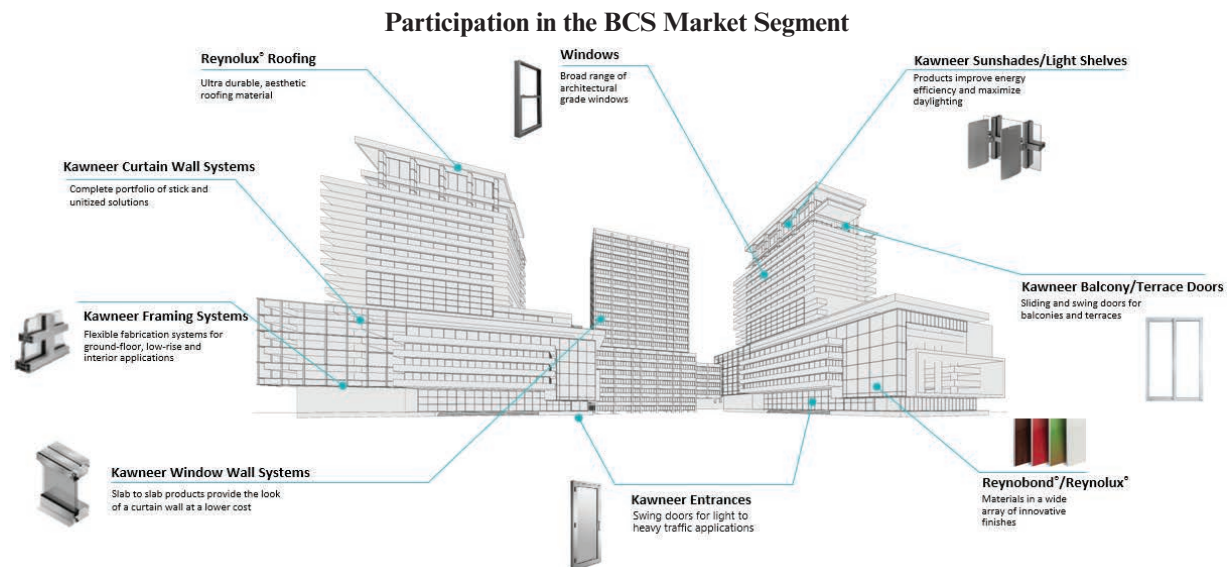 Participation in the BCS Market Segment
Reynolux® Roofing
Ultra durable, aesthetic
roofing material
Windows
Broad range of
architectural
grade windows
Kawneer Sunshades/Light Shelves
Products improve energy
efficiency and maximize
daylighting
Kawneer Curtain Wall Systems
Complete portfolio of stick and
unitized solutions
Kawneer Balcony/Terrace Doors
Sliding and swing doors for
balconies and terraces
Kawneer Framing Systems
Flexible fabrication systems for
ground-floor, low-rise and
interior applications
Kawneer Window Wall Systems
Slab to slab products provide the look
of a curtain wall at a lower cost
Kawneer Entrances
Swing doors for light to
heavy traffic applications
Reynobond®/Reynolux®
Materials in a wide
array of innovative
finishes